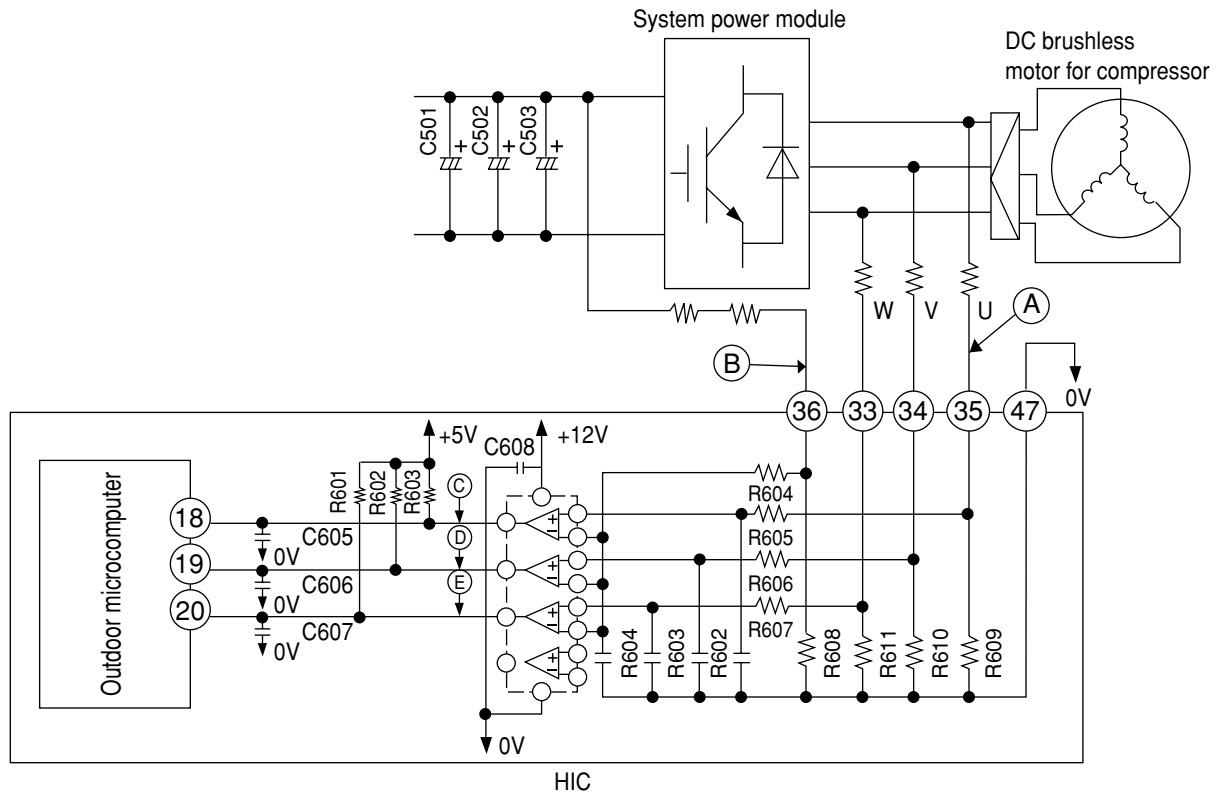 System power module
DC brushless
motor for compressor
C501
C502
C503
+
+
+
W
V
U
A
B
36
33
34
35
47
0V
+5V
C608
+12V
R601
R602
R603
C
D
E
Outdoor microcomputer
18
19
20
C605
0V
C606
0V
C607
0V
+
−
+
−
+
−
+
−
R604
R605
R606
R607
R604
R603
R602
R608
R611
R610
R609
0V
HIC